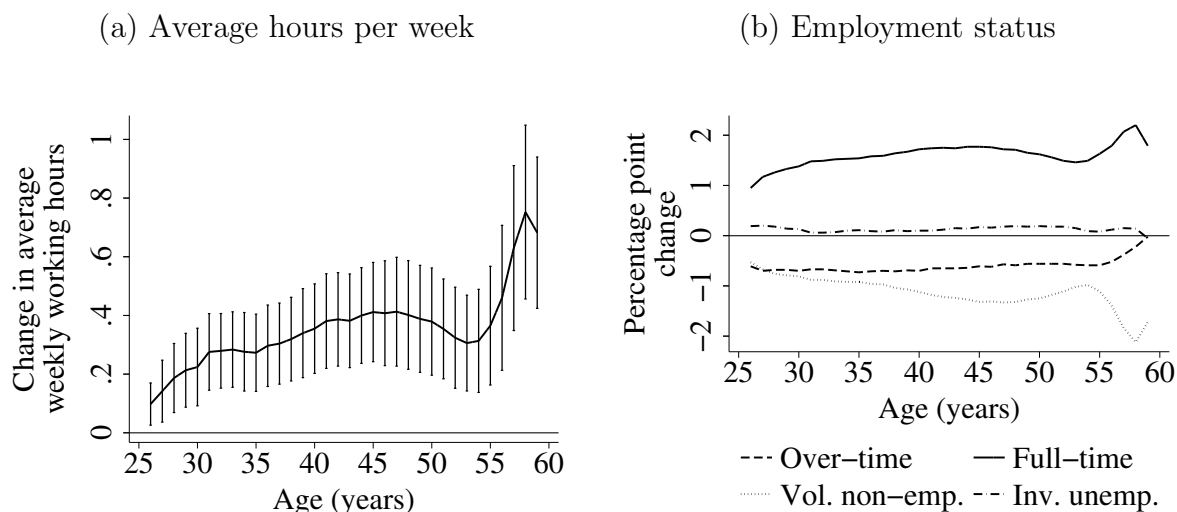 (a) Average hours per week
Change in average
weekly working hours
1
.8
.6
.4
.2
0
25 30 35 40 45 50 55 60
Age (years)
(b) Employment status
Percentage point
change
2
1
0
−1
−2
25 30 35 40 45 50 55 60
Age (years)
Over−time Full−time
Vol. non−emp. Inv. unemp.